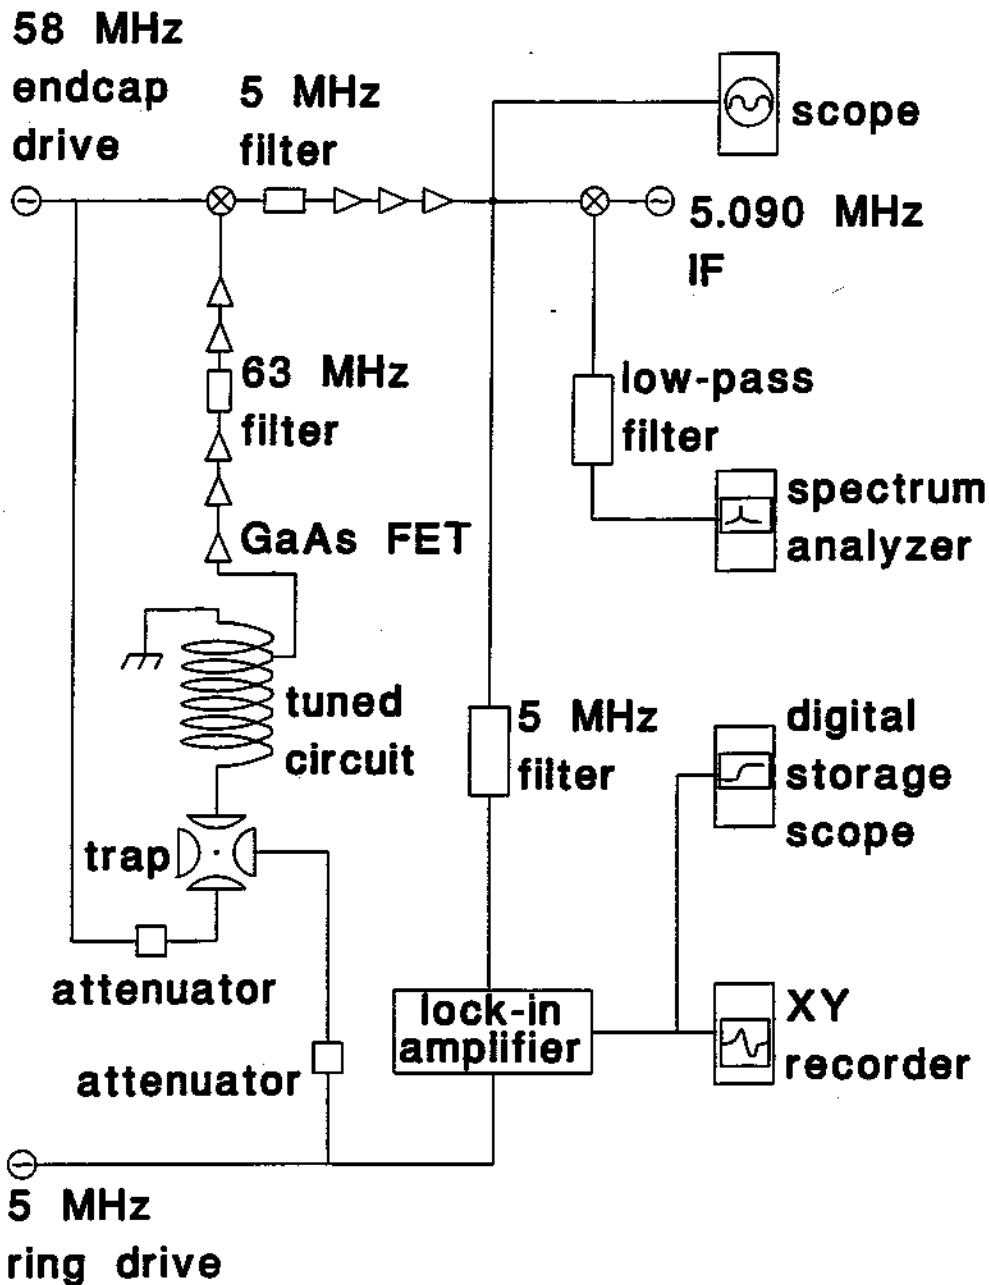 58 MHz
endcap
drive
5 MHz
filter
scope
5.090 MHz
IF
63 MHz
filter
low-pass
filter
GaAs FET
spectrum
analyzer
tuned
circuit
5 MHz
filter
digital
storage
scope
trap
attenuator
lock-in
amplifier
XY
recorder
attenuator
5 MHz
ring drive